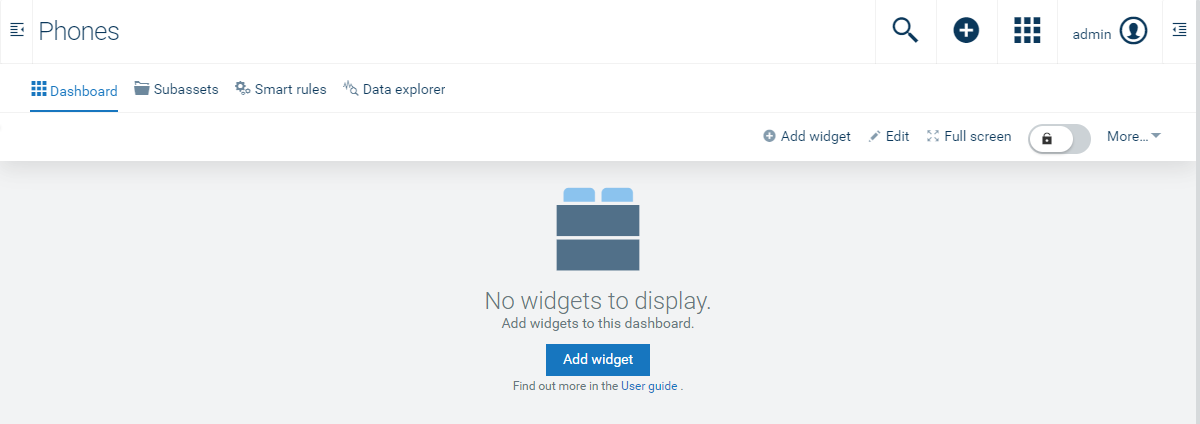 Phones
admin
Dashboard Subassets Smart rules Data explorer
Add widget Edit Full screen More...
No widgets to display.
Add widgets to this dashboard.
Add widget
Find out more in the User guide .